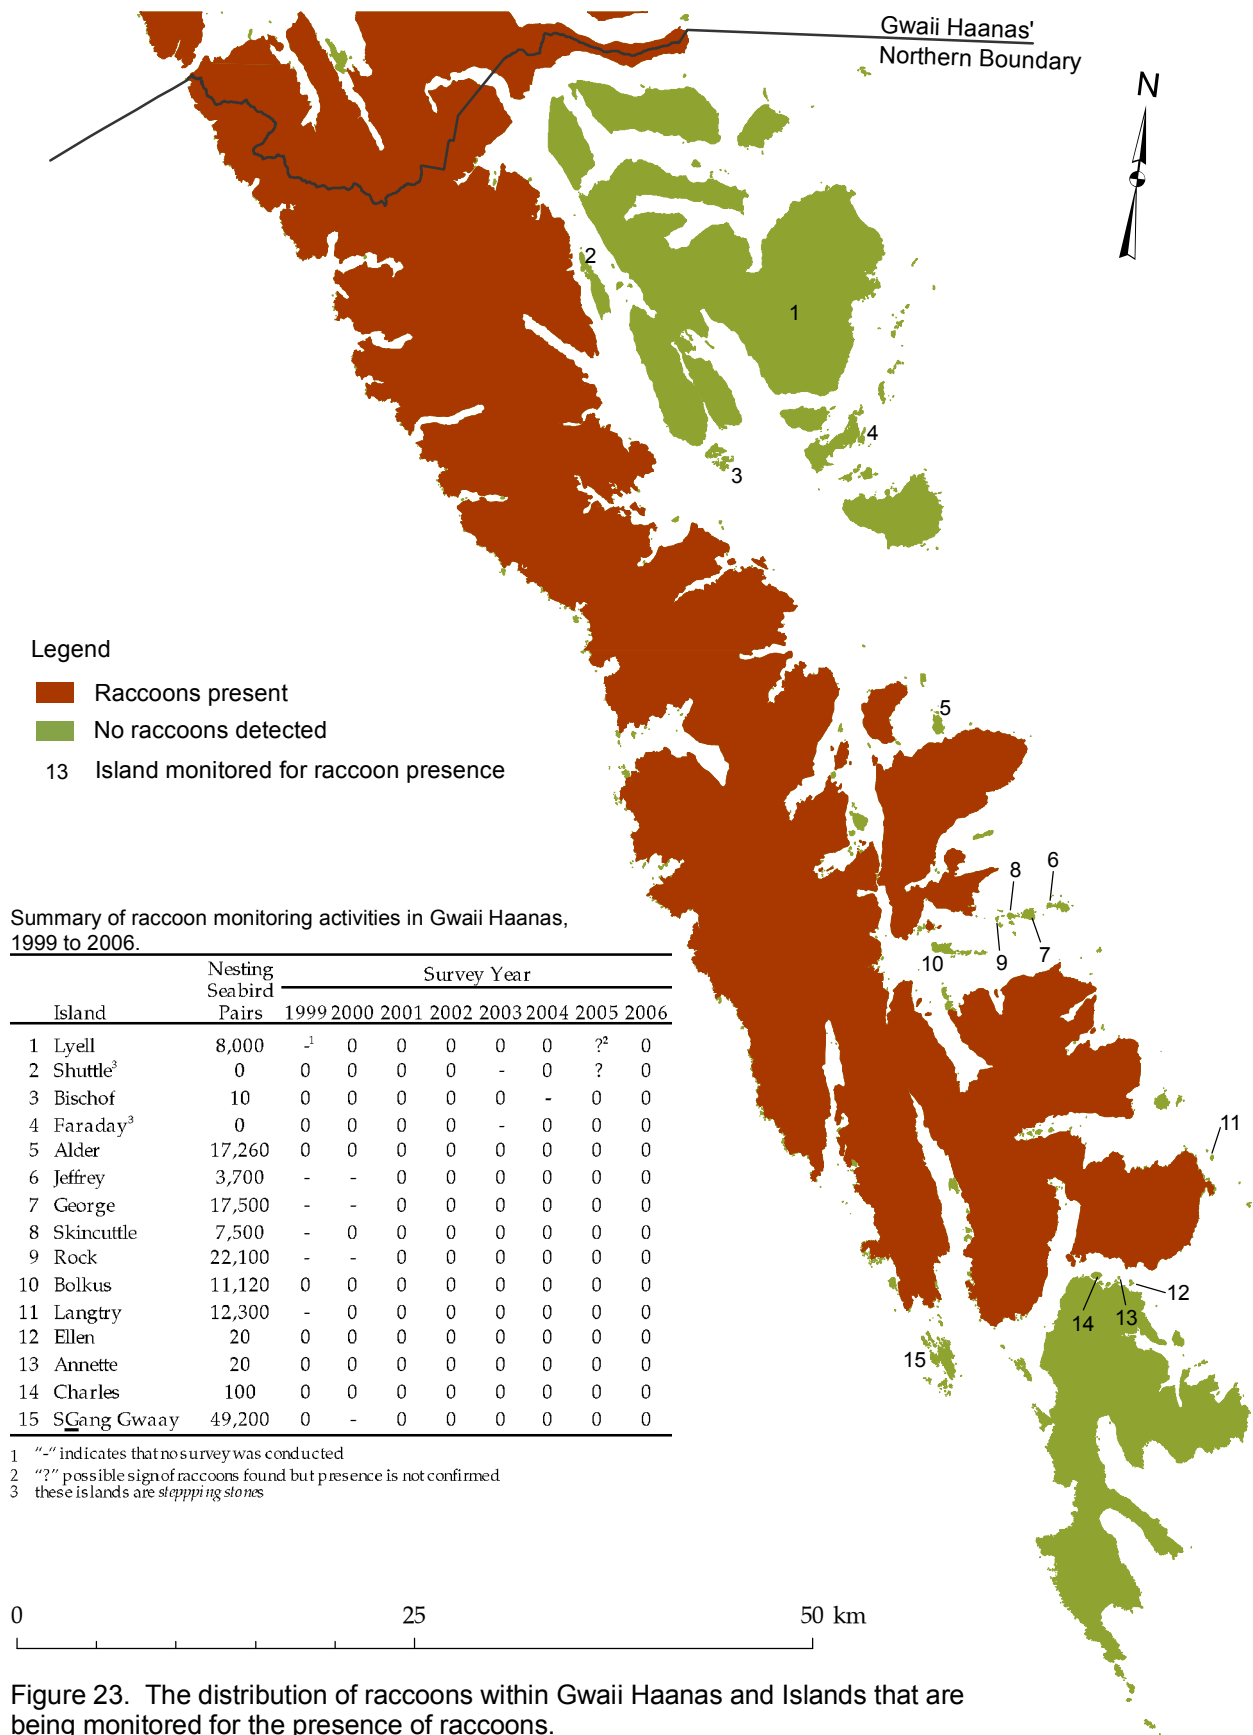 Gwaii Haanas'
Northern Boundary
N
2
1
4
3
Legend
Raccoons present
No raccoons detected
13 Island monitored for raccoon presence
5
8 6
10 9 7
11
12
14 13
15
Summary of raccoon monitoring activities in Gwaii Haanas,
1999 to 2006.
Nesting
Seabird Survey Year
Island Pairs 1999 2000 2001 2002 2003 2004 2005 2006
1 Lyell 8,000 -¹ 0 0 0 0 0 ?² 0
2 Shuttle³ 0 0 0 0 0 - 0 ? 0
3 Bischof 10 0 0 0 0 0 - 0 0
4 Faraday³ 0 0 0 0 0 - 0 0 0
5 Alder 17,260 0 0 0 0 0 0 0 0
6 Jeffrey 3,700 - - 0 0 0 0 0 0
7 George 17,500 - - 0 0 0 0 0 0
8 Skincuttle 7,500 - 0 0 0 0 0 0 0
9 Rock 22,100 - - 0 0 0 0 0 0
10 Bolkus 11,120 0 0 0 0 0 0 0 0
11 Langtry 12,300 - 0 0 0 0 0 0 0
12 Ellen 20 0 0 0 0 0 0 0 0
13 Annette 20 0 0 0 0 0 0 0 0
14 Charles 100 0 0 0 0 0 0 0 0
15 SGang Gwaay 49,200 0 - 0 0 0 0 0 0
1 "-" indicates that no survey was conducted
2 "?" possible sign of raccoons found but presence is not confirmed
3 these islands are steppping stones
0 25 50 km
Figure 23. The distribution of raccoons within Gwaii Haanas and Islands that are
being monitored for the presence of raccoons.